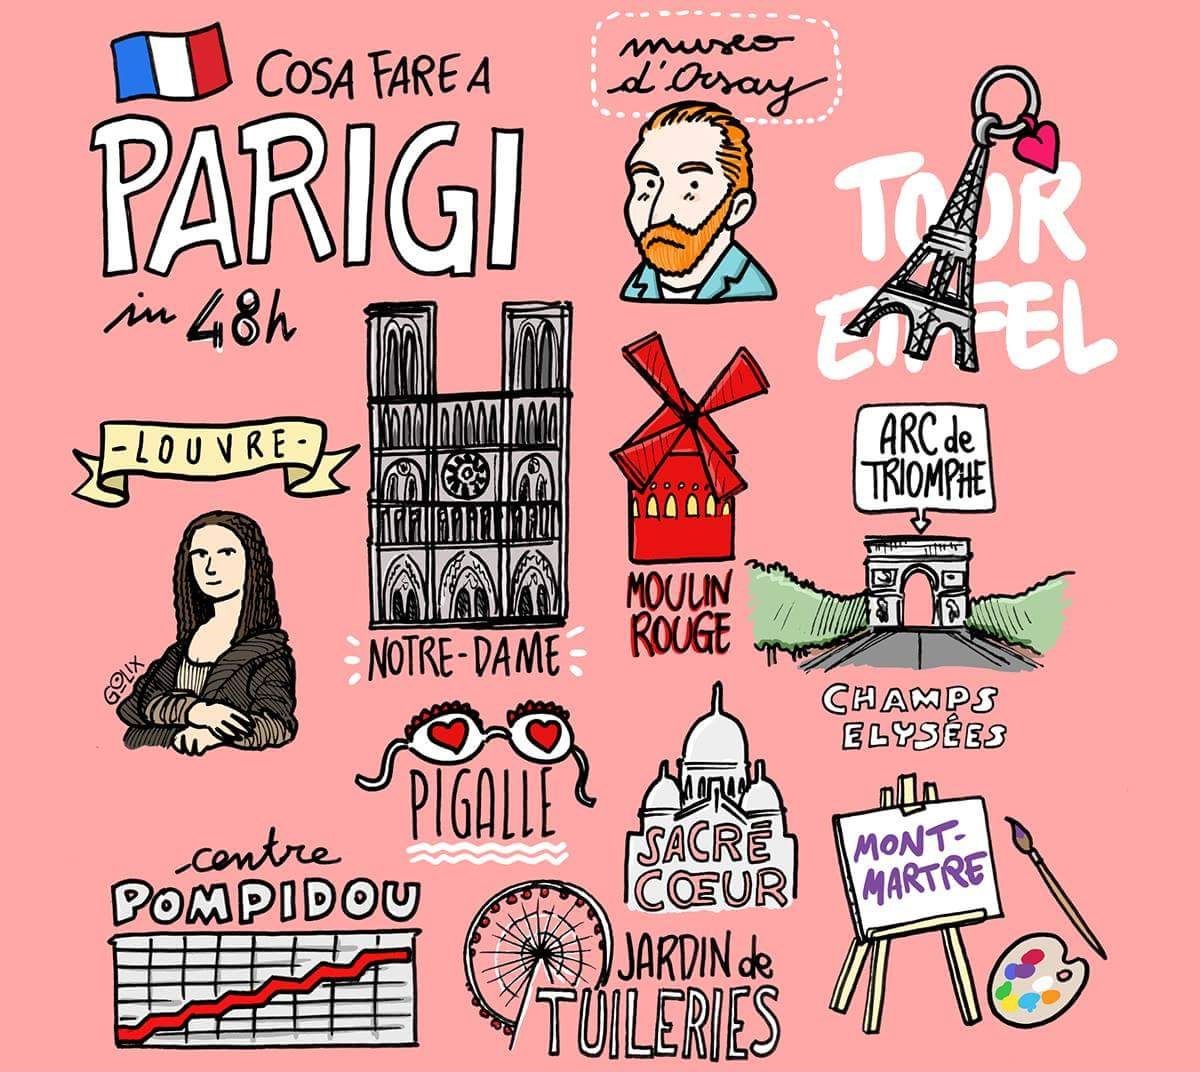 COSA FARE A
PARIGI
in 48h
museo
d'Orsay
TOUR
EIFFEL
-LOUVRE-
GOLIX
NOTRE-DAME
MOULIN
ROUGE
ARC de
TRIOMPHE
CHAMPS
ELYSÉES
PIGALLE
SACRÉ
CŒUR
MONT-
MARTRE
centre
POMPIDOU
JARDIN de
TUILERIES